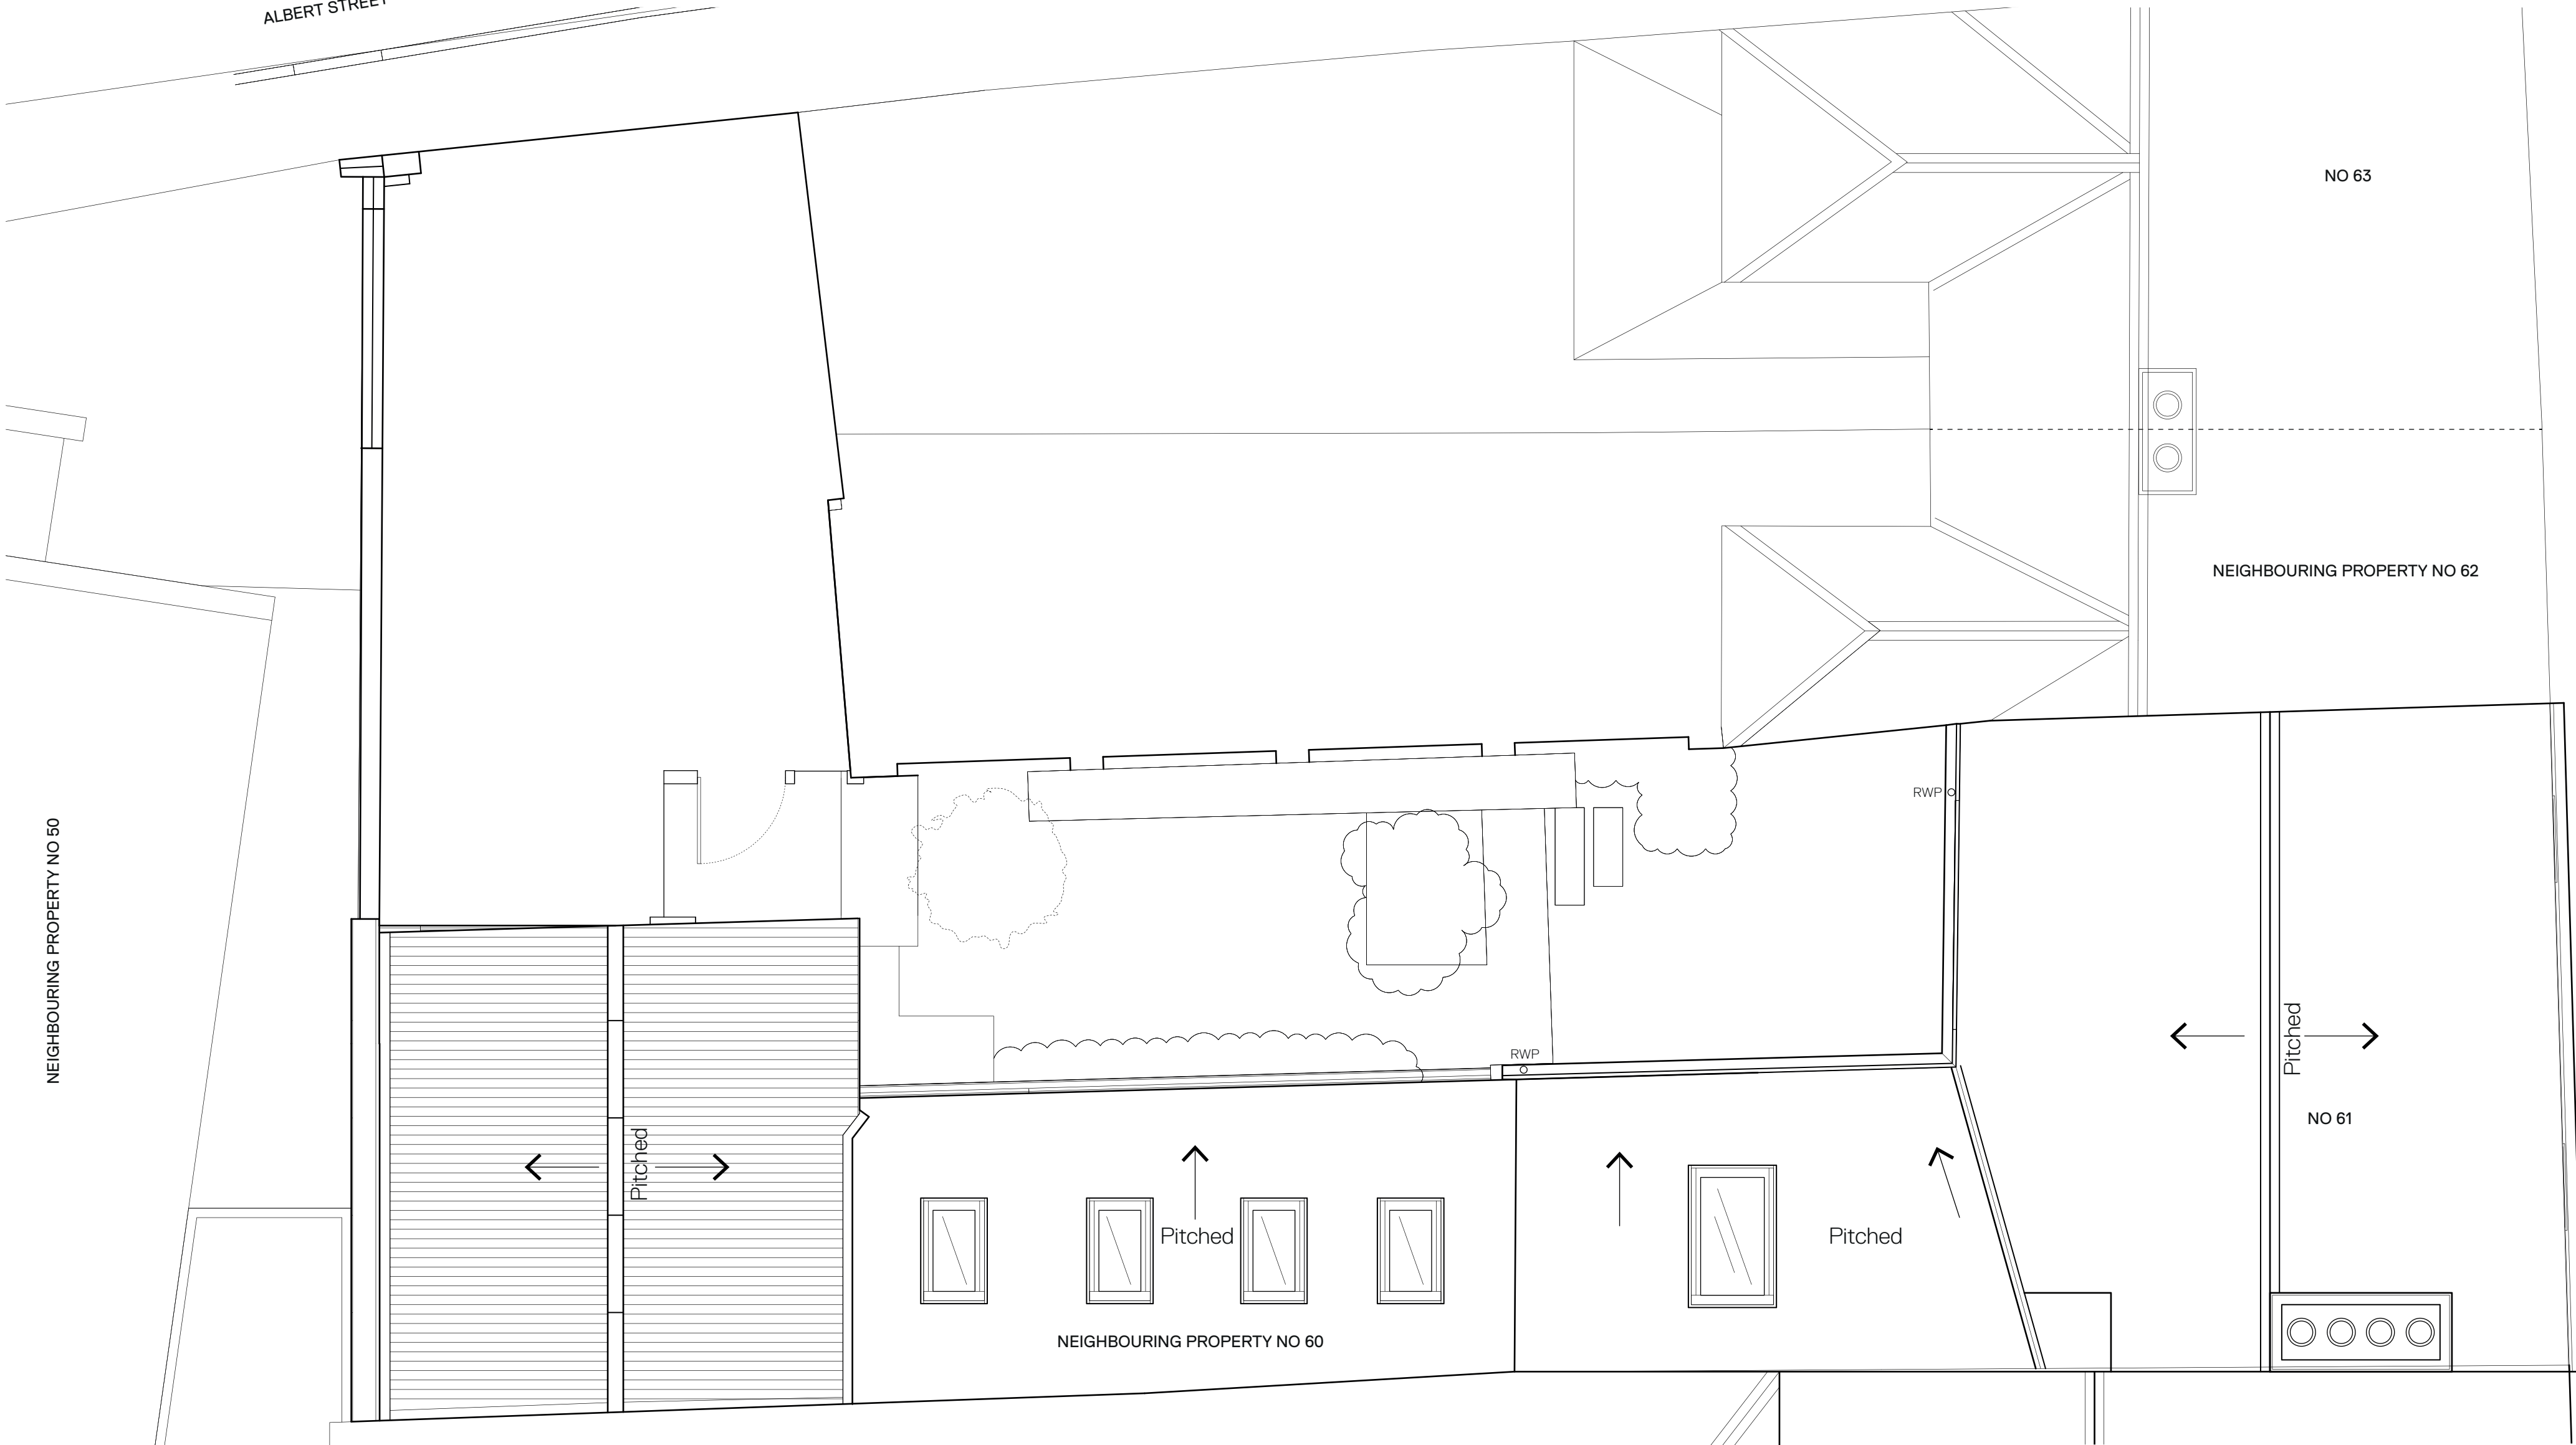 ALBERT STREET
NO 63
NEIGHBOURING PROPERTY NO 62
RWP
NEIGHBOURING PROPERTY NO 50
RWP
Pitched
NO 61
Pitched
Pitched
Pitched
NEIGHBOURING PROPERTY NO 60